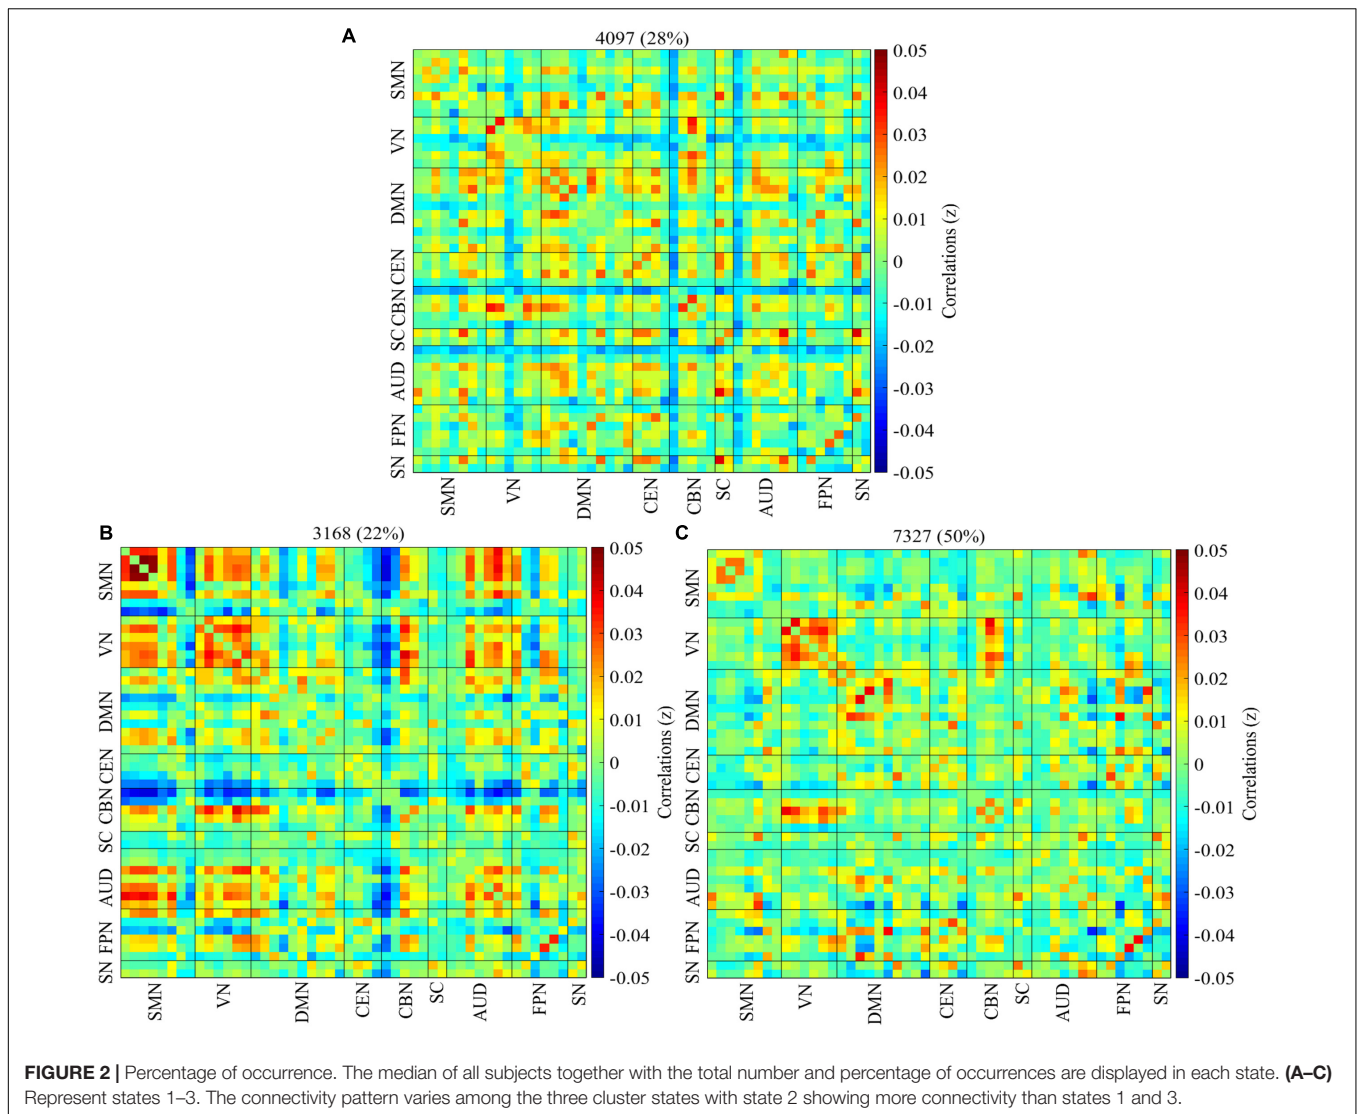 A
4097 (28%)
SMN
VN
DMN
CEN
CBN
SC
AUD
FPN
SN
SMN
VN
DMN
CEN
CBN
SC
AUD
FPN
SN
0.05
0.04
0.03
0.02
0.01
0
-0.01
-0.02
-0.03
-0.04
-0.05
Correlations (z)
B
3168 (22%)
SMN
VN
DMN
CEN
CBN
SC
AUD
FPN
SN
SMN
VN
DMN
CEN
CBN
SC
AUD
FPN
SN
0.05
0.04
0.03
0.02
0.01
0
-0.01
-0.02
-0.03
-0.04
-0.05
Correlations (z)
C
7327 (50%)
SMN
VN
DMN
CEN
CBN
SC
AUD
FPN
SN
SMN
VN
DMN
CEN
CBN
SC
AUD
FPN
SN
0.05
0.04
0.03
0.02
0.01
0
-0.01
-0.02
-0.03
-0.04
-0.05
Correlations (z)
FIGURE 2 | Percentage of occurrence. The median of all subjects together with the total number and percentage of occurrences are displayed in each state. (A–C)
Represent states 1–3. The connectivity pattern varies among the three cluster states with state 2 showing more connectivity than states 1 and 3.